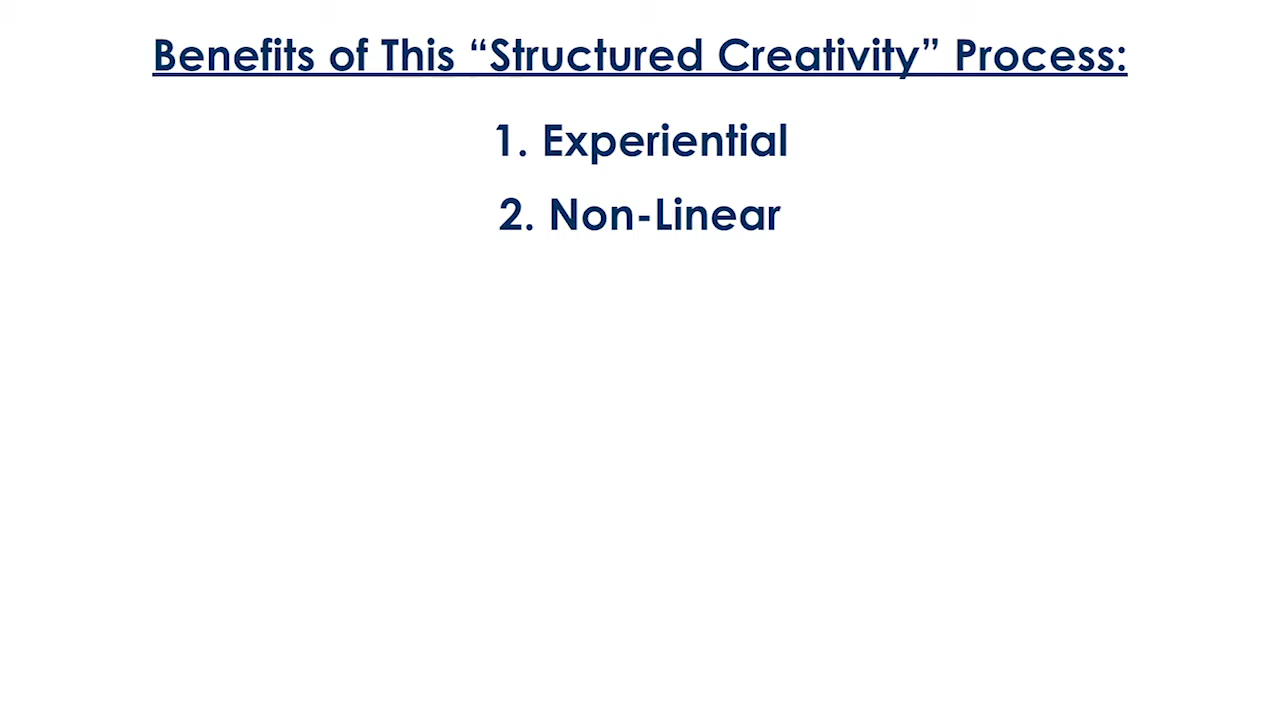 Benefits of This “Structured Creativity” Process:
1. Experiential
2. Non-Linear